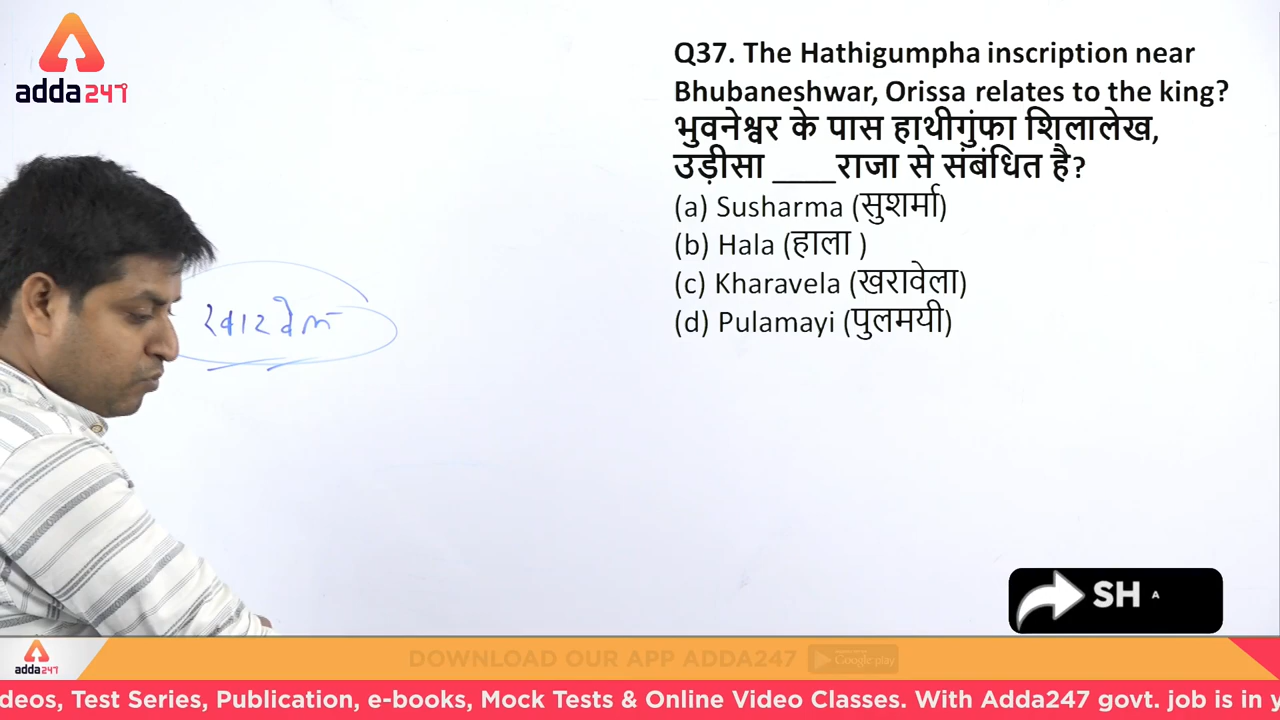 adda247
Q37. The Hathigumpha inscription near
Bhubaneshwar, Orissa relates to the king?
भुवनेश्वर के पास हाथीगुंफा शिलालेख,
उड़ीसा ____राजा से संबंधित है?
(a) Susharma (सुशर्मा)
(b) Hala (हाला )
(c) Kharavela (खरावेला)
(d) Pulamayi (पुलमयी)
खारवेल
SH A
adda247
DOWNLOAD OUR APP ADDA247 Google play
deos, Test Series, Publication, e-books, Mock Tests & Online Video Classes. With Adda247 govt. job is in y